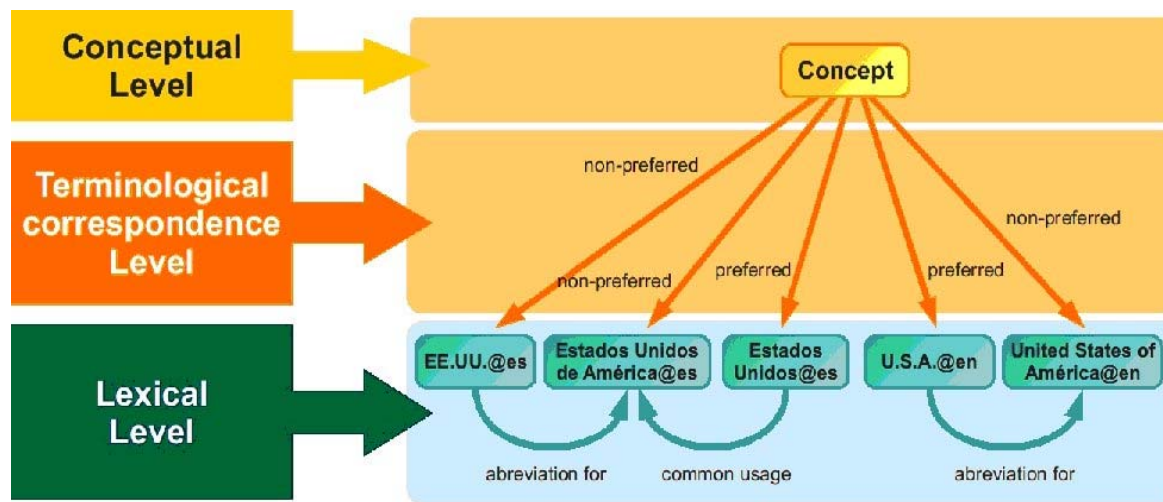 Conceptual
Level
Concept
Terminological
correspondence
Level
non-preferred
non-preferred
non-preferred
preferred
preferred
Lexical
Level
EE.UU.@es
Estados Unidos
de América@es
Estados
Unidos@es
U.S.A.@en
United States of
América@en
abreviation for
common usage
abreviation for